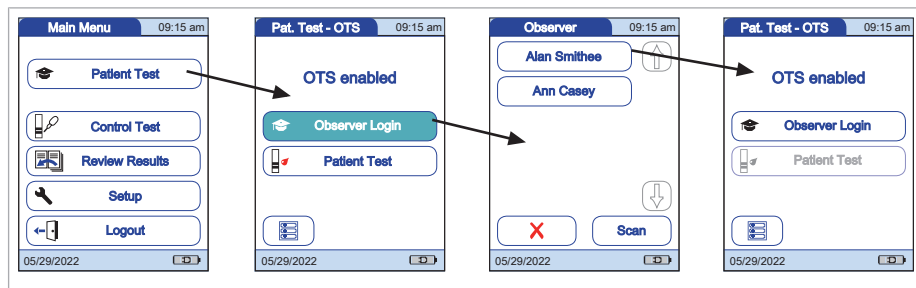 Main Menu 09:15 am
Patient Test
Control Test
Review Results
Setup
Logout
05/29/2022
Pat. Test - OTS 09:15 am
OTS enabled
Observer Login
Patient Test
05/29/2022
Observer 09:15 am
Alan Smithee
Ann Casey
Scan
05/29/2022
Pat. Test - OTS 09:15 am
OTS enabled
Observer Login
Patient Test
05/29/2022